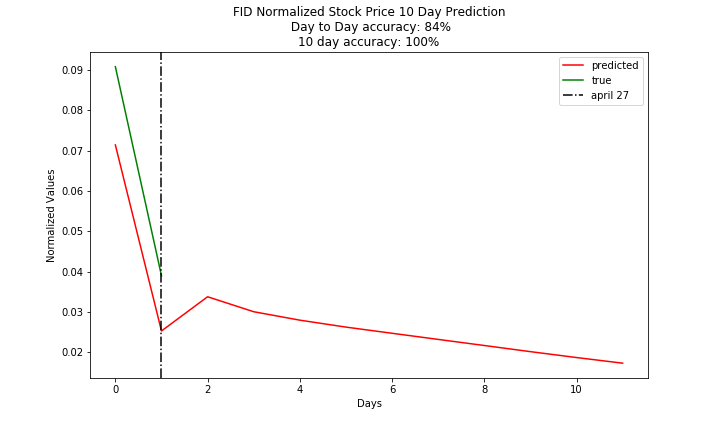 FID Normalized Stock Price 10 Day Prediction
Day to Day accuracy: 84%
10 day accuracy: 100%
predicted
true
april 27
Normalized Values
0.09
0.08
0.07
0.06
0.05
0.04
0.03
0.02
0 2 4 6 8 10
Days